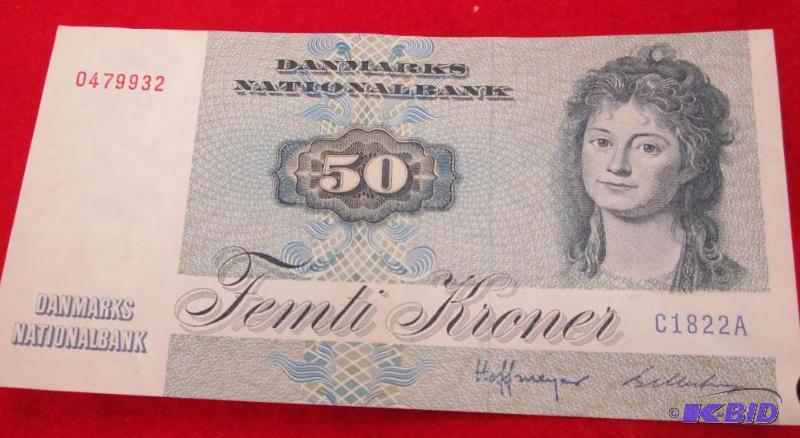 0479932
DANMARKS
NATIONALBANK
50
Femti Kroner
C1822A
DANMARKS
NATIONALBANK
Hoffmeyer
© K-BID